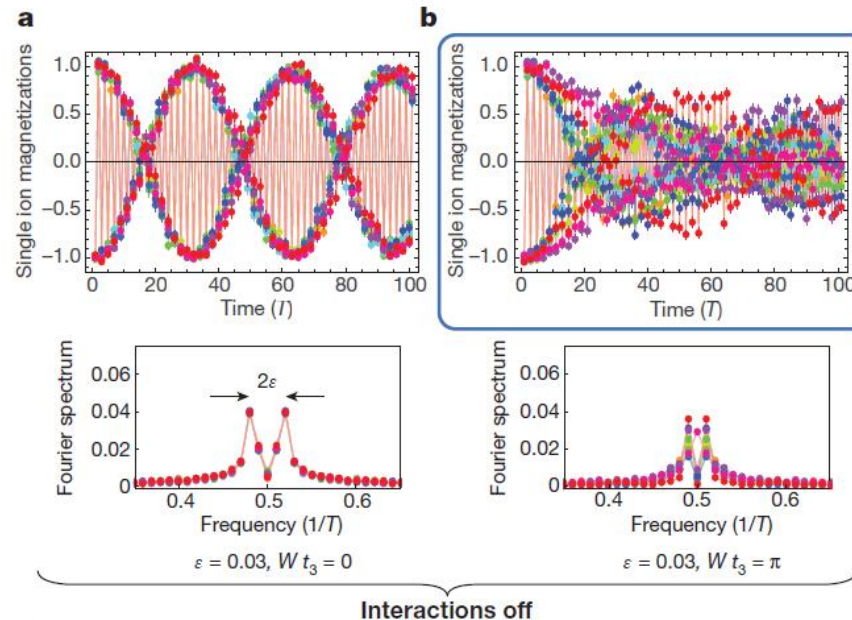 a
b
Single ion magnetizations
1.0
0.5
0.0
−0.5
−1.0
0 20 40 60 80 100
Time (T)
Single ion magnetizations
1.0
0.5
0.0
−0.5
−1.0
0 20 40 60 80 100
Time (T)
Fourier spectrum
0.06
0.04
0.02
0
2ε
0.4 0.5 0.6
Frequency (1/T)
Fourier spectrum
0.06
0.04
0.02
0
0.4 0.5 0.6
Frequency (1/T)
ε = 0.03, W t₃ = 0
ε = 0.03, W t₃ = π
Interactions off